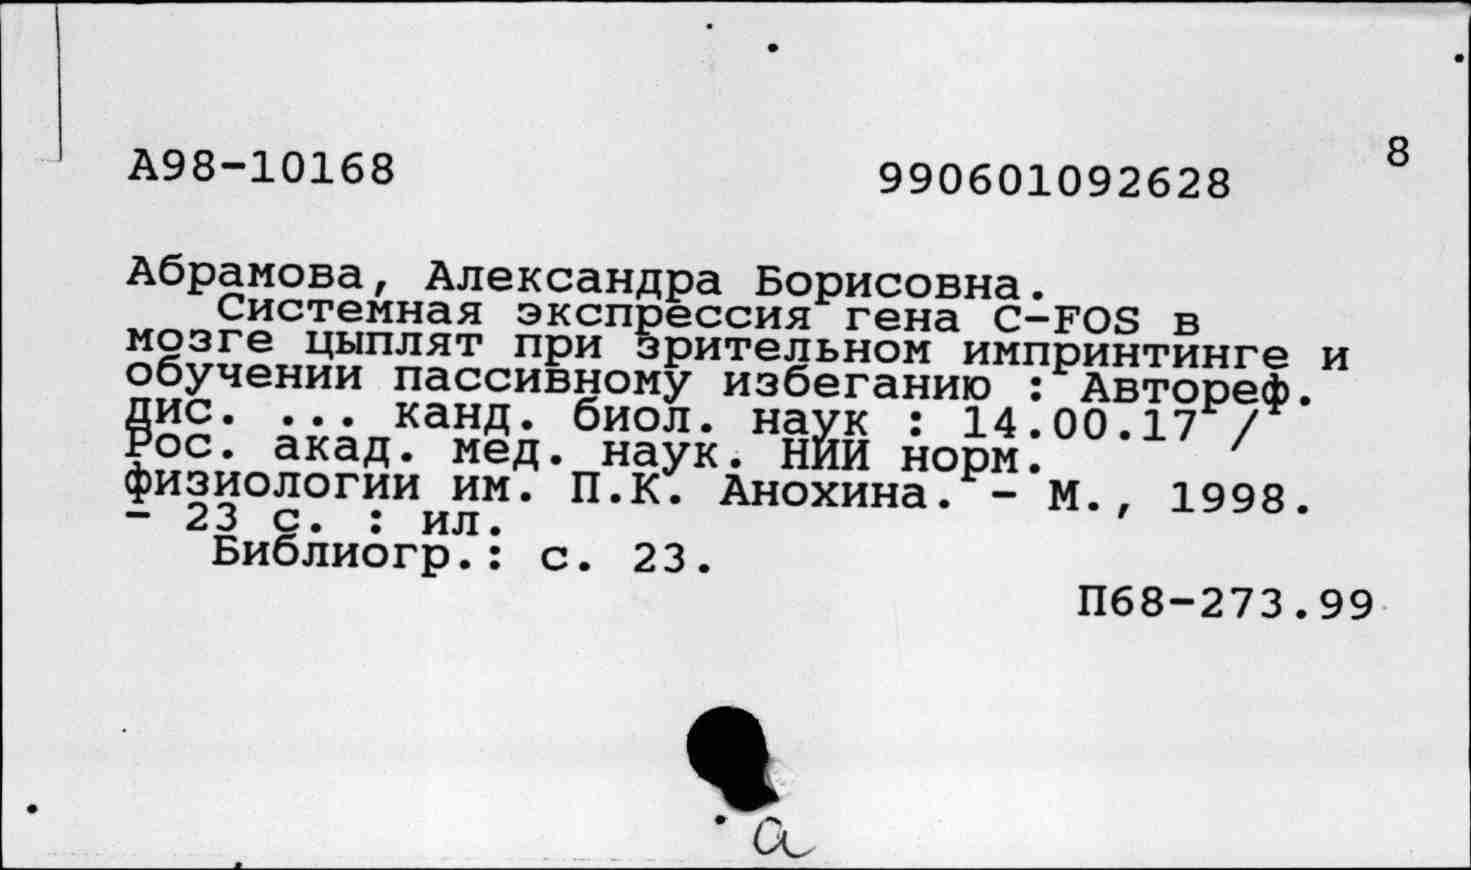 А98-10168 990601092628 8
Абрамова, Александра Борисовна.
Системная экспрессия гена C-FOS в
мозге цыплят при зрительном импринтинге и
обучении пассивному избеганию : Автореф.
дис. ... канд. биол. наук : 14.00.17 /
Рос. акад. мед. наук. НИИ норм.
физиологии им. П.К. Анохина. - М., 1998.
- 23 с. : ил.
Библиогр.: с. 23.
П68-273.99
а